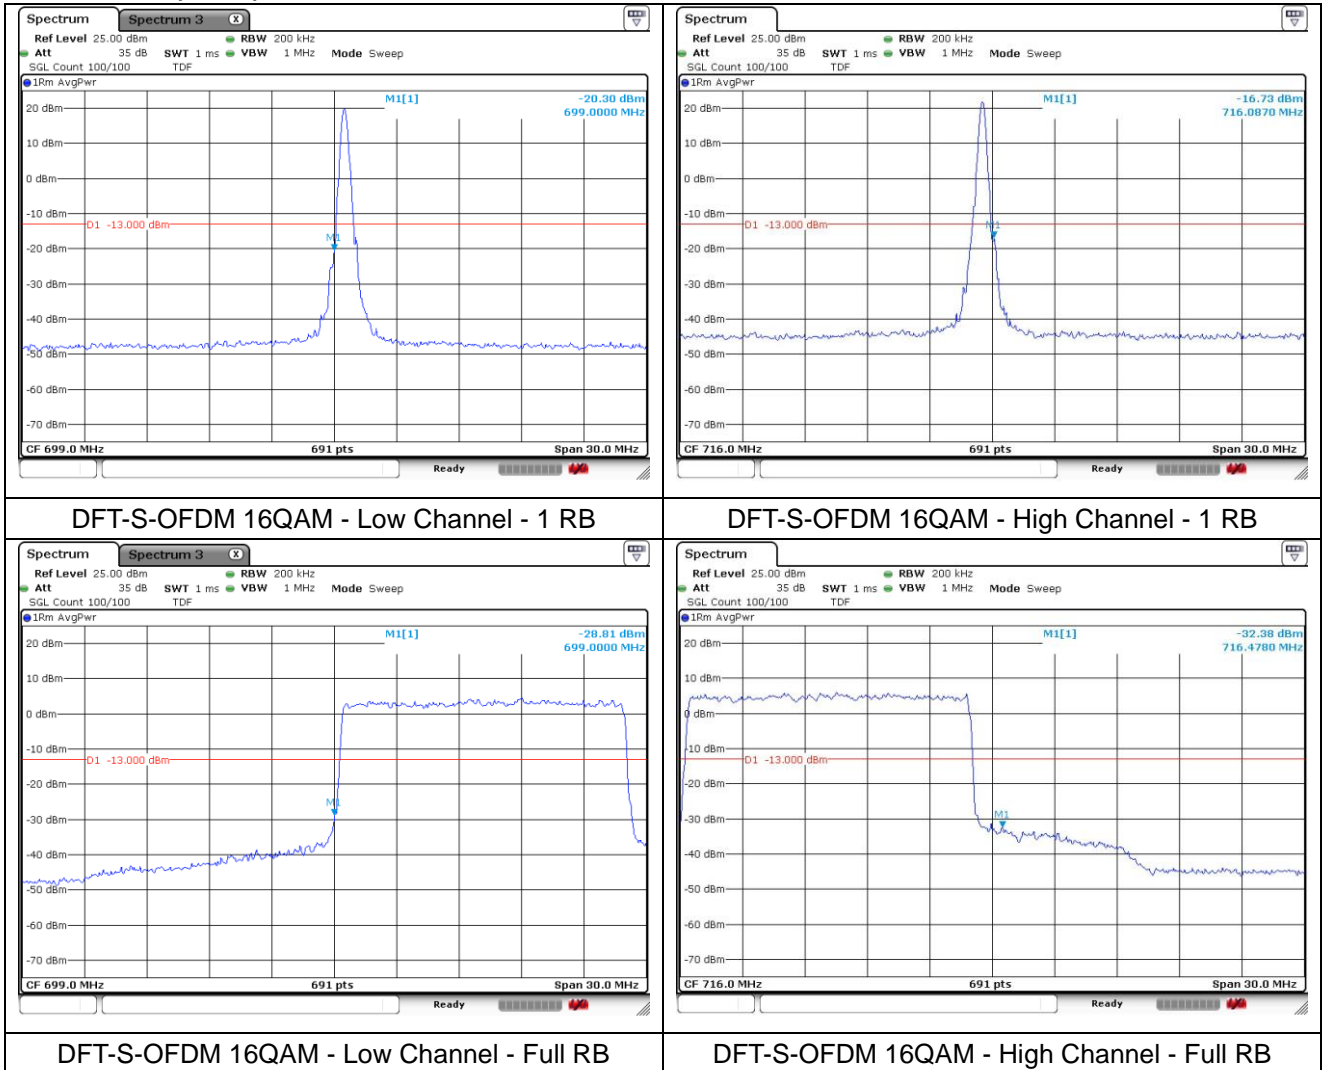 Spectrum Spectrum 3 X
Ref Level 25.00 dBm RBW 200 kHz
Att 35 dB SWT 1 ms VBW 1 MHz Mode Sweep
SGL Count 100/100 TDF
1Rm AvgPwr
M1[1] -20.30 dBm
699.0000 MHz
20 dBm
10 dBm
0 dBm
-10 dBm
D1 -13.000 dBm
M1
-20 dBm
-30 dBm
-40 dBm
-50 dBm
-60 dBm
-70 dBm
CF 699.0 MHz 691 pts Span 30.0 MHz
Ready
DFT-S-OFDM 16QAM - Low Channel - 1 RB
Spectrum
Ref Level 25.00 dBm RBW 200 kHz
Att 35 dB SWT 1 ms VBW 1 MHz Mode Sweep
SGL Count 100/100 TDF
1Rm AvgPwr
M1[1] -16.73 dBm
716.0870 MHz
20 dBm
10 dBm
0 dBm
-10 dBm
D1 -13.000 dBm
M1
-20 dBm
-30 dBm
-40 dBm
-50 dBm
-60 dBm
-70 dBm
CF 716.0 MHz 691 pts Span 30.0 MHz
Ready
DFT-S-OFDM 16QAM - High Channel - 1 RB
Spectrum Spectrum 3 X
Ref Level 25.00 dBm RBW 200 kHz
Att 35 dB SWT 1 ms VBW 1 MHz Mode Sweep
SGL Count 100/100 TDF
1Rm AvgPwr
M1[1] -28.81 dBm
699.0000 MHz
20 dBm
10 dBm
0 dBm
-10 dBm
D1 -13.000 dBm
-20 dBm
M1
-30 dBm
-40 dBm
-50 dBm
-60 dBm
-70 dBm
CF 699.0 MHz 691 pts Span 30.0 MHz
Ready
DFT-S-OFDM 16QAM - Low Channel - Full RB
Spectrum
Ref Level 25.00 dBm RBW 200 kHz
Att 35 dB SWT 1 ms VBW 1 MHz Mode Sweep
SGL Count 100/100 TDF
1Rm AvgPwr
M1[1] -32.38 dBm
716.4780 MHz
20 dBm
10 dBm
0 dBm
-10 dBm
D1 -13.000 dBm
-20 dBm
M1
-30 dBm
-40 dBm
-50 dBm
-60 dBm
-70 dBm
CF 716.0 MHz 691 pts Span 30.0 MHz
Ready
DFT-S-OFDM 16QAM - High Channel - Full RB